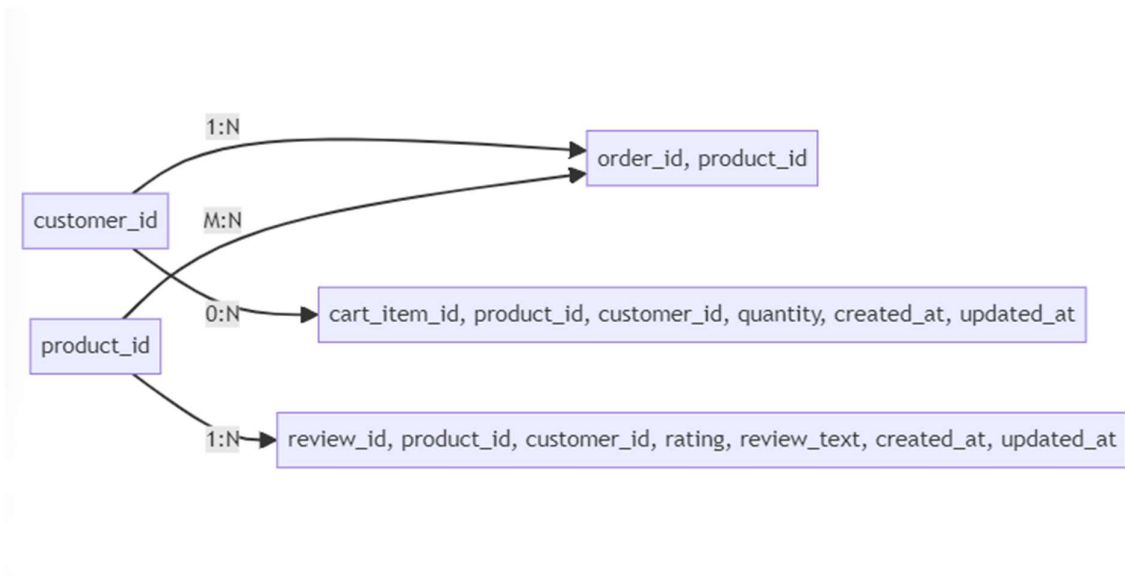 1:N
order_id, product_id
customer_id
M:N
0:N
cart_item_id, product_id, customer_id, quantity, created_at, updated_at
product_id
1:N
review_id, product_id, customer_id, rating, review_text, created_at, updated_at